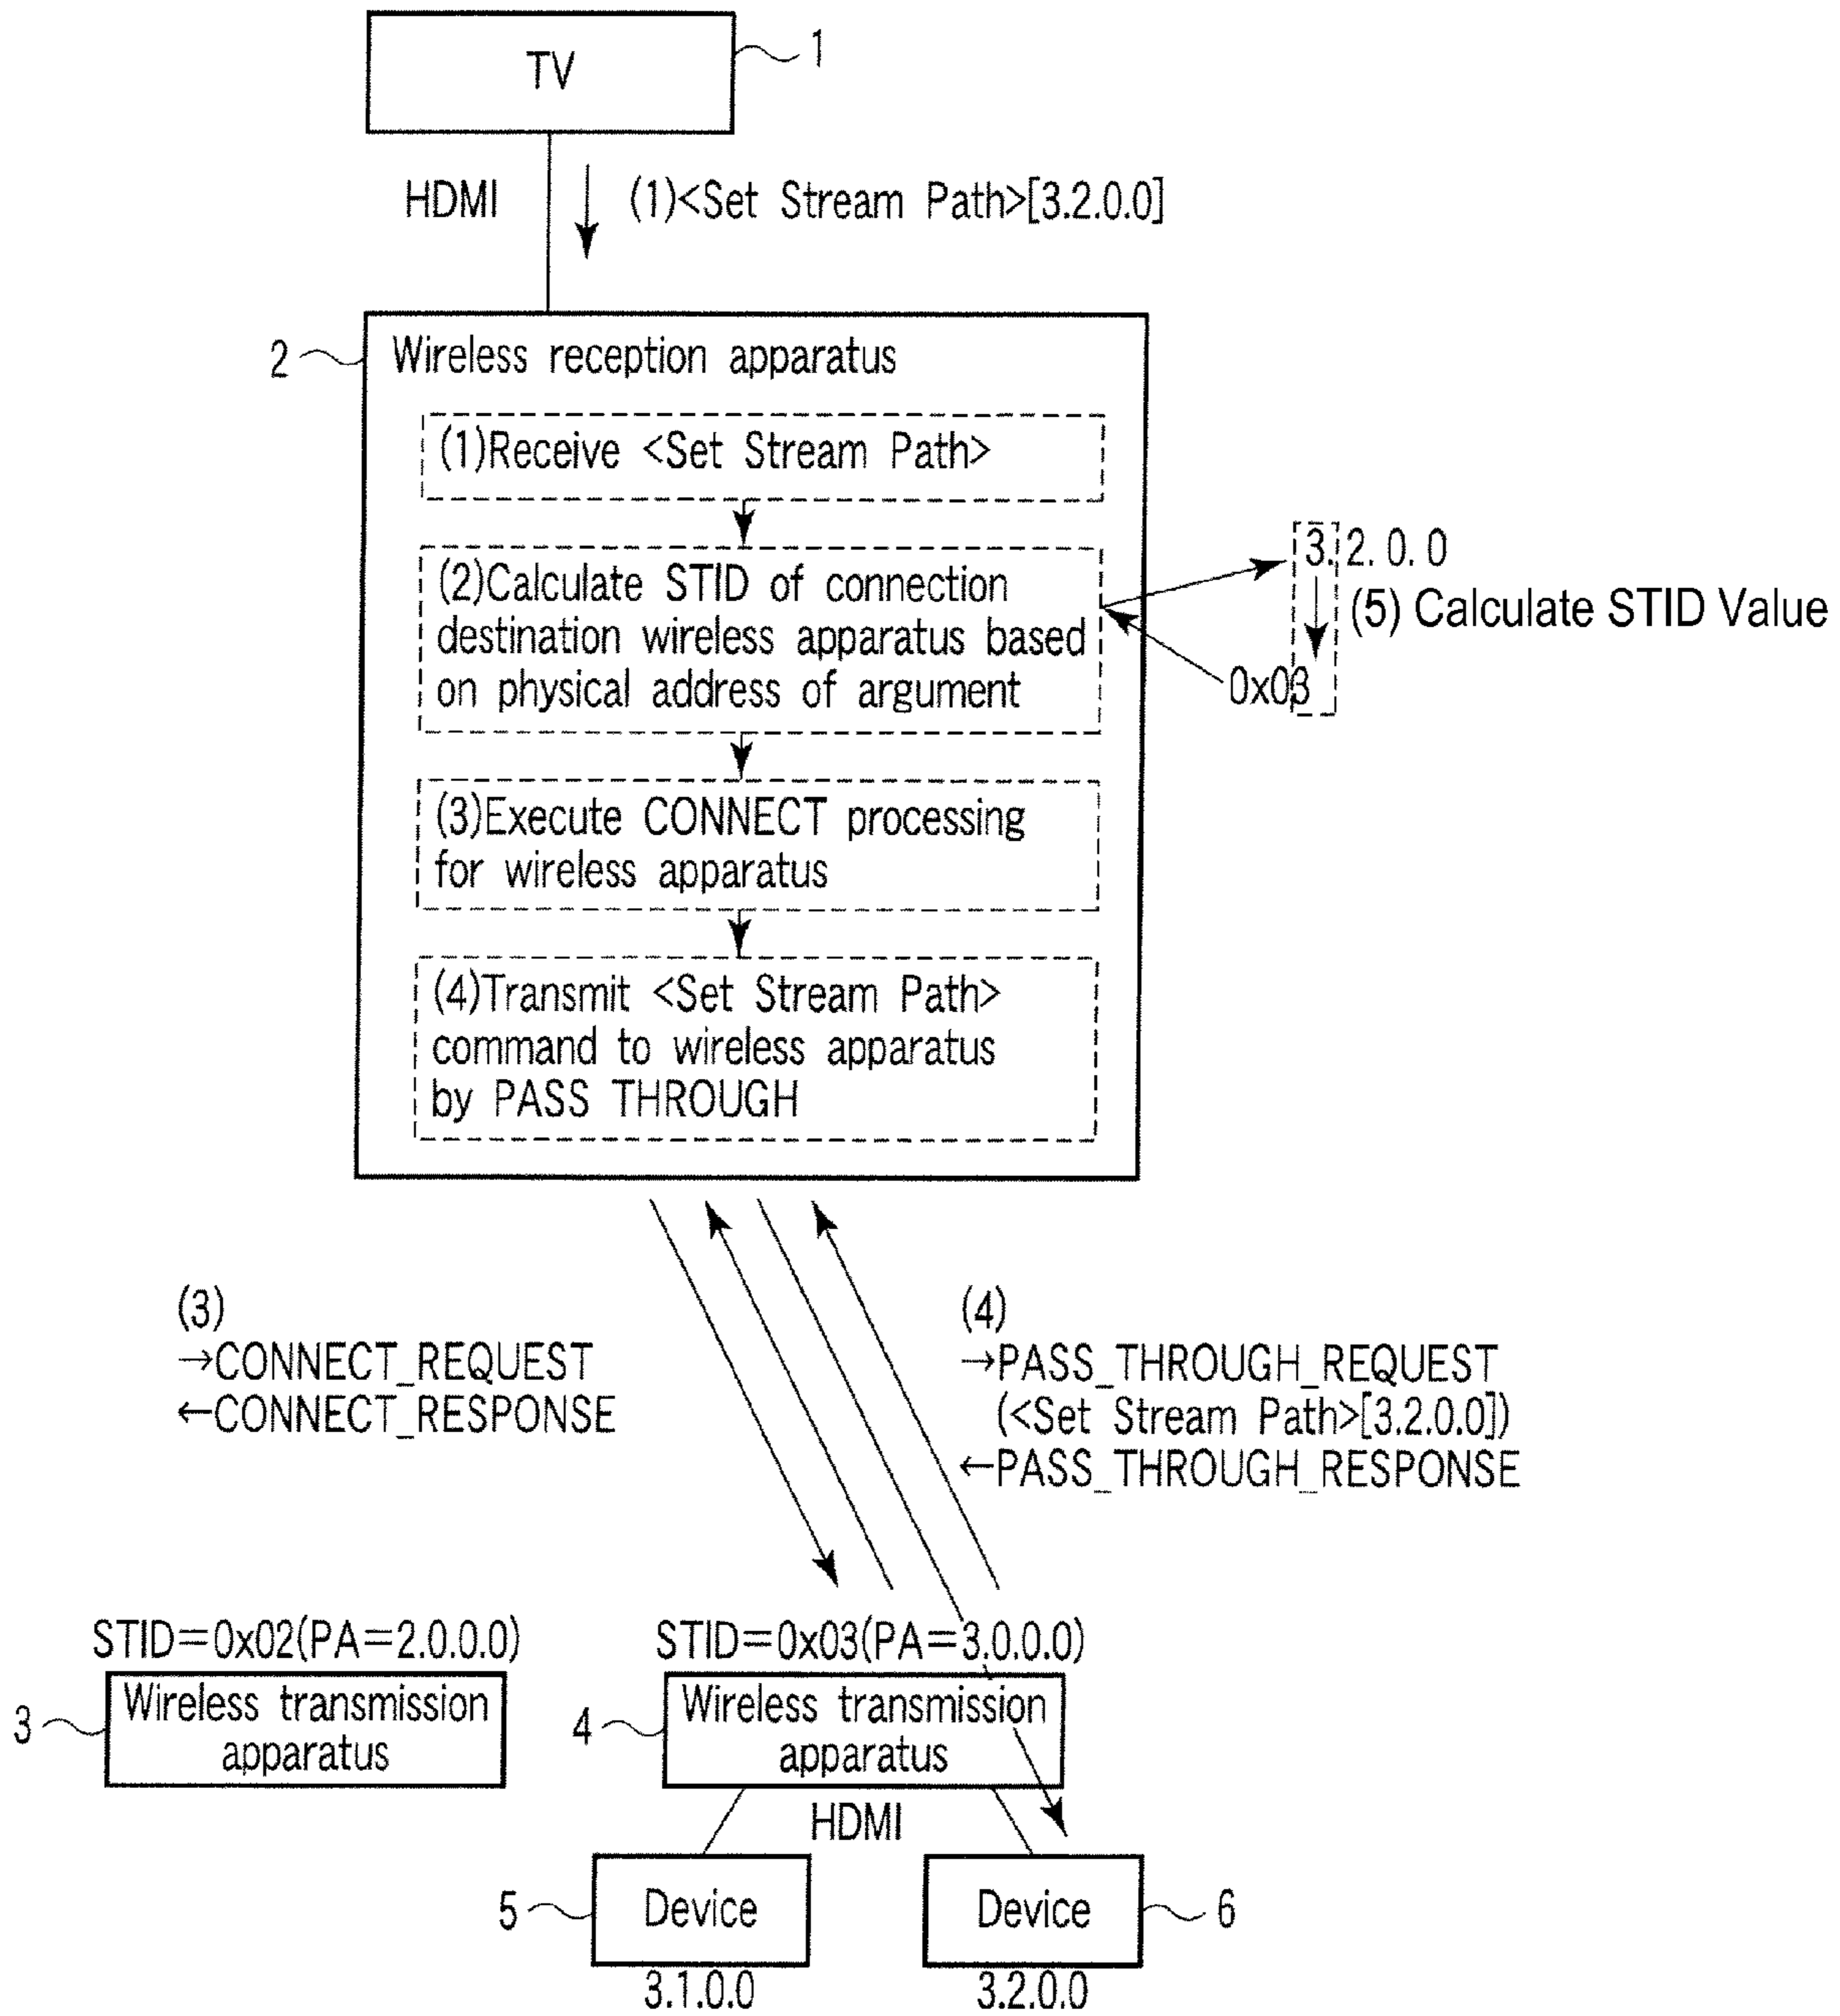 TV
1
HDMI
(1)<Set Stream Path>[3.2.0.0]
2
Wireless reception apparatus
(1)Receive <Set Stream Path>
(2)Calculate STID of connection
destination wireless apparatus based
on physical address of argument
3.2.0.0
(5) Calculate STID Value
0x03
(3)Execute CONNECT processing
for wireless apparatus
(4)Transmit <Set Stream Path>
command to wireless apparatus
by PASS THROUGH
(3)
→CONNECT_REQUEST
←CONNECT_RESPONSE
(4)
→PASS_THROUGH_REQUEST
(<Set Stream Path>[3.2.0.0])
←PASS_THROUGH_RESPONSE
STID=0x02(PA=2.0.0.0)
3
Wireless transmission
apparatus
STID=0x03(PA=3.0.0.0)
4
Wireless transmission
apparatus
HDMI
5
Device
3.1.0.0
Device
6
3.2.0.0